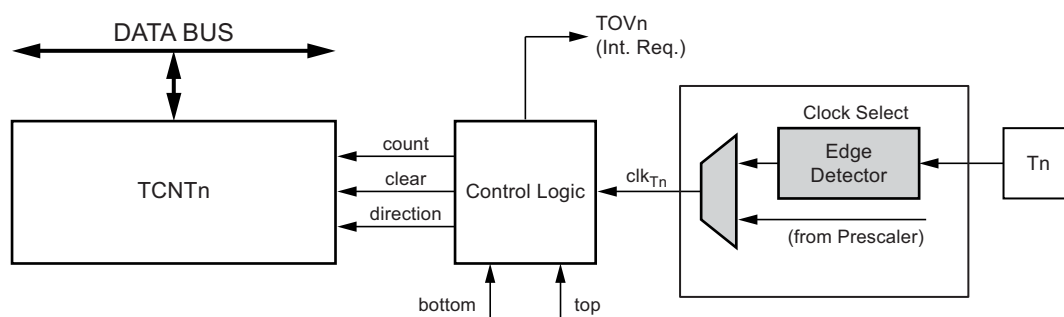 DATA BUS
TOVn
(Int. Req.)
Clock Select
count
clear
direction
TCNTn
Control Logic
clkTn
Edge
Detector
Tn
(from Prescaler)
bottom
top